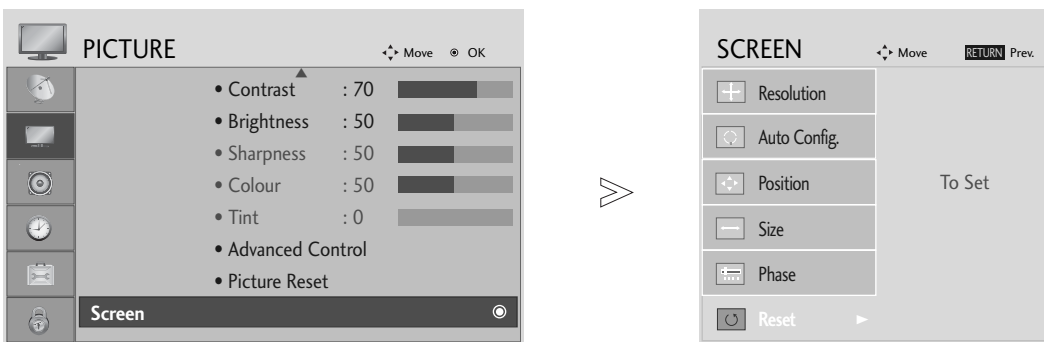 PICTURE
Move OK
• Contrast : 70
• Brightness : 50
• Sharpness : 50
• Colour : 50
• Tint : 0
• Advanced Control
• Picture Reset
Screen
SCREEN
Move RETURN Prev.
Resolution
Auto Config.
Position
Size
Phase
Reset
To Set